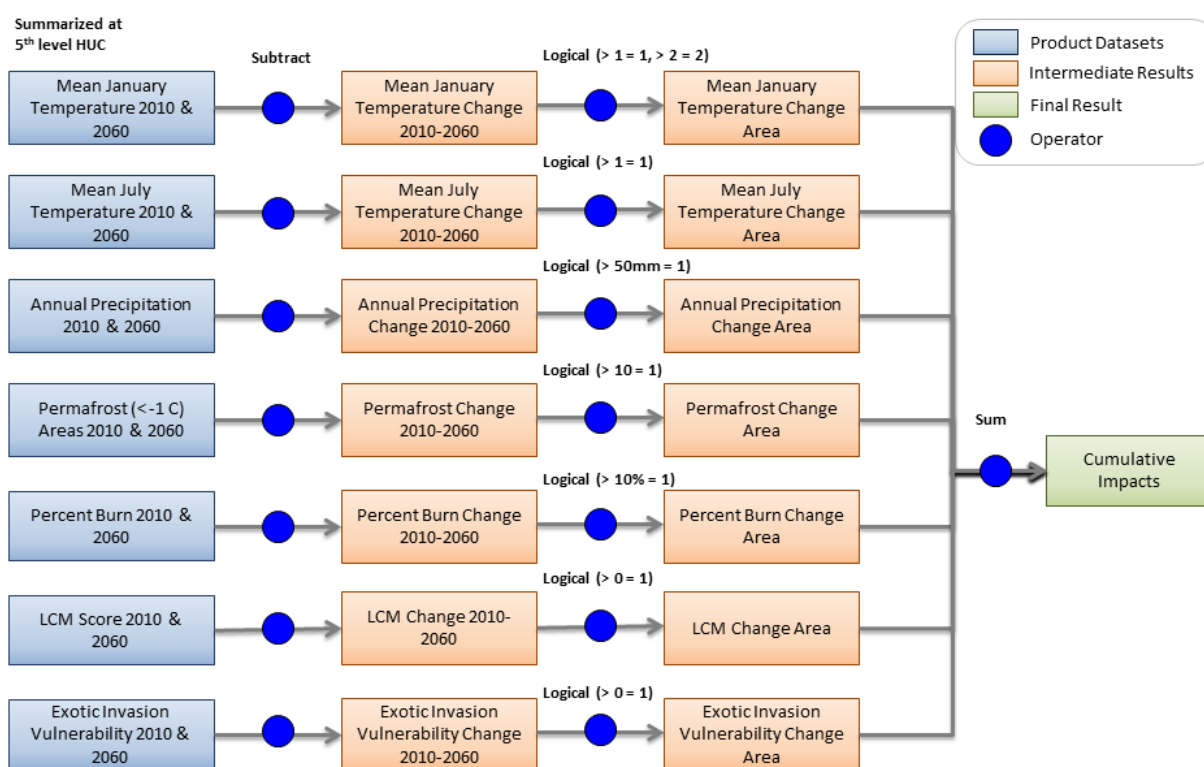 Summarized at
5th level HUC
Subtract
Logical (> 1 = 1, > 2 = 2)
Mean January
Temperature 2010 &
2060
Mean January
Temperature Change
2010-2060
Mean January
Temperature Change
Area
Logical (> 1 = 1)
Mean July
Temperature 2010 &
2060
Mean July
Temperature Change
2010-2060
Mean July
Temperature Change
Area
Logical (> 50mm = 1)
Annual Precipitation
2010 & 2060
Annual Precipitation
Change 2010-2060
Annual Precipitation
Change Area
Logical (> 10 = 1)
Permafrost (<-1 C)
Areas 2010 & 2060
Permafrost Change
2010-2060
Permafrost Change
Area
Logical (> 10% = 1)
Percent Burn 2010 &
2060
Percent Burn Change
2010-2060
Percent Burn Change
Area
Logical (> 0 = 1)
LCM Score 2010 &
2060
LCM Change 2010-
2060
LCM Change Area
Logical (> 0 = 1)
Exotic Invasion
Vulnerability 2010 &
2060
Exotic Invasion
Vulnerability Change
2010-2060
Exotic Invasion
Vulnerability Change
Area
Sum
Cumulative
Impacts
Product Datasets
Intermediate Results
Final Result
Operator